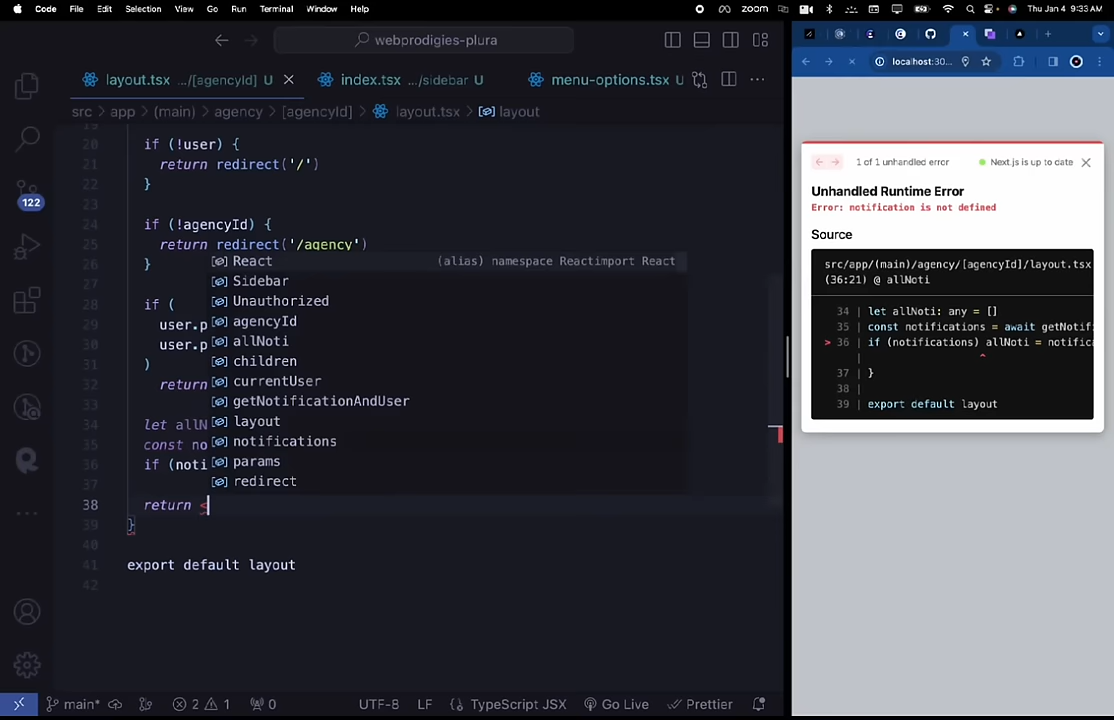 Code File Edit Selection View Go Run Terminal Window Help zoom Thu Jan 4 9:33 AM
webprodigies-plura
layout.tsx .../[agencyId] U index.tsx .../sidebar U menu-options.tsx U
src > app > (main) > agency > [agencyId] > layout.tsx > layout
19
20 if (!user) {
21 return redirect('/')
22 }
23
24 if (!agencyId) {
25 return redirect('/agency')
26 }
27
28 if (
29 user.p
30 user.p
31 )
32 return
33
34 let allN
35 const no
36 if (noti
37
38 return <
39 }
40
41 export default layout
42
React (alias) namespace Reactimport React
Sidebar
Unauthorized
agencyId
allNoti
children
currentUser
getNotificationAndUser
layout
notifications
params
redirect
122
main* 2 1 0 UTF-8 LF TypeScript JSX Go Live Prettier
localhost:30...
1 of 1 unhandled error Next.js is up to date
Unhandled Runtime Error
Error: notification is not defined
Source
src/app/(main)/agency/[agencyId]/layout.tsx
(36:21) @ allNoti
34 | let allNoti: any = []
35 | const notifications = await getNotif
> 36 | if (notifications) allNoti = notifica
| ^
37 | }
38 |
39 | export default layout